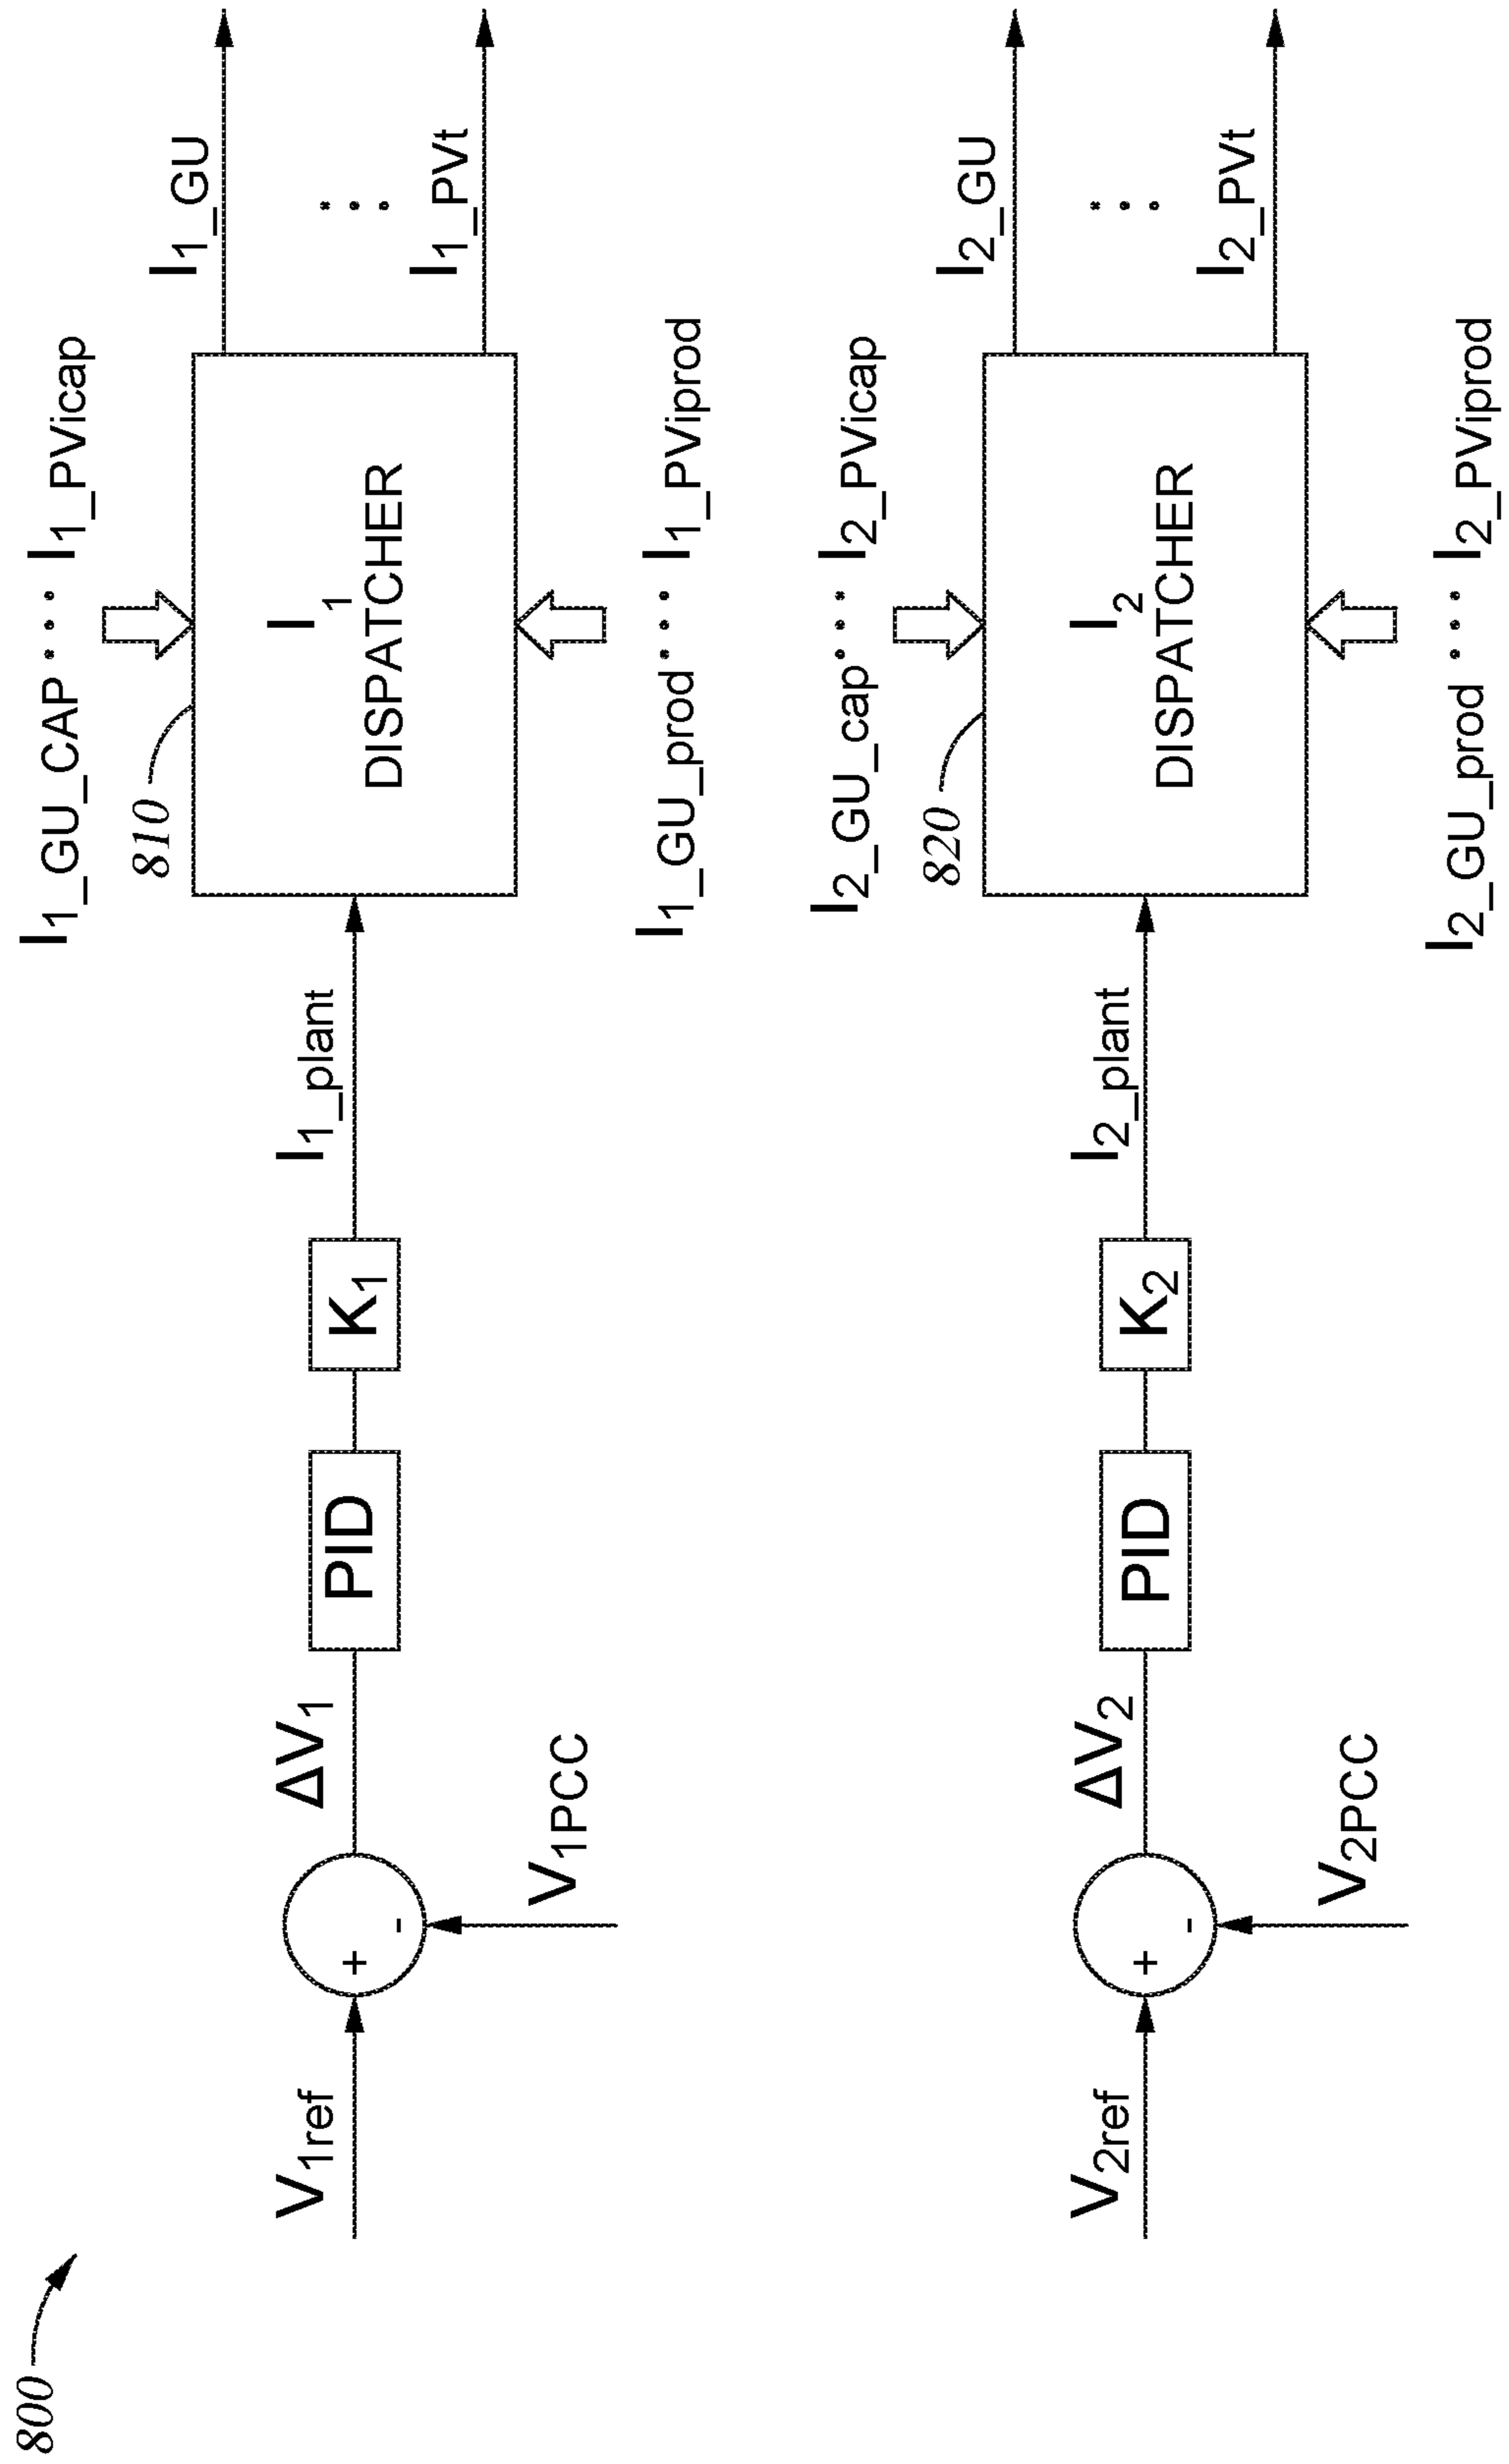 800
I1_GU_CAP ··· I1_PVicap
810
V1ref
+
-
V1PCC
ΔV1
PID
K1
I1_plant
I1
DISPATCHER
I1_GU
⋮
I1_PVt
I1_GU_prod ··· I1_PViprod
I2_GU_cap ··· I2_PVicap
820
V2ref
+
-
V2PCC
ΔV2
PID
K2
I2_plant
I2
DISPATCHER
I2_GU
⋮
I2_PVt
I2_GU_prod ··· I2_PViprod